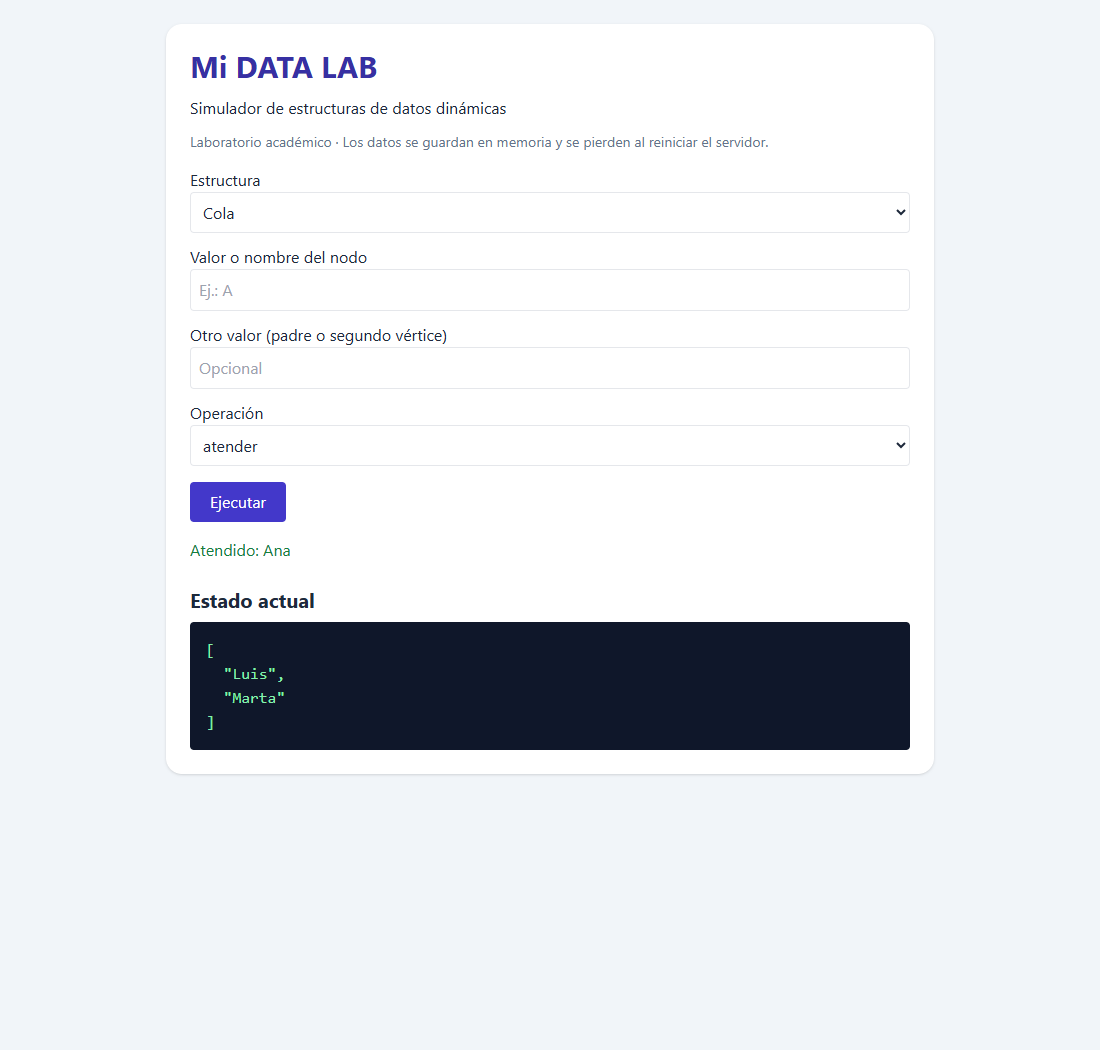 Mi DATA LAB
Simulador de estructuras de datos dinámicas
Laboratorio académico · Los datos se guardan en memoria y se pierden al reiniciar el servidor.
Estructura
Cola
Valor o nombre del nodo
Ej.: A
Otro valor (padre o segundo vértice)
Opcional
Operación
atender
Ejecutar
Atendido: Ana
Estado actual
[
  "Luis",
  "Marta"
]